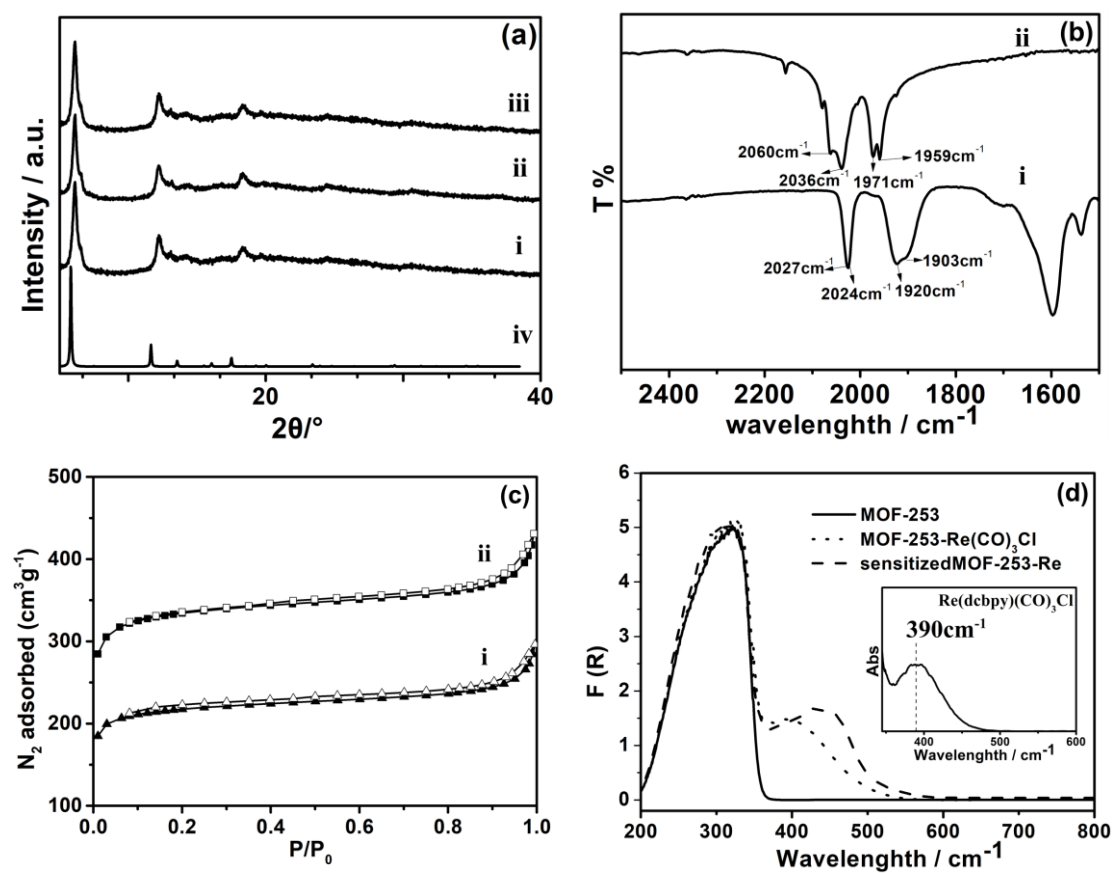 (a)
iii
ii
i
iv
Intensity / a.u.
20 40
2θ/°
(b)
ii
2060cm-1
2036cm-1
1971cm-1
1959cm-1
i
2027cm-1
2024cm-1
1920cm-1
1903cm-1
T %
2400 2200 2000 1800 1600
wavelenghth / cm-1
(c)
500
400
300
200
100
ii
i
N2 adsorbed (cm3g-1)
0.0 0.2 0.4 0.6 0.8 1.0
P/P0
(d)
6
5
4
3
2
1
0
MOF-253
MOF-253-Re(CO)3Cl
sensitizedMOF-253-Re
Re(dcbpy)(CO)3Cl
390cm-1
Abs
400 500 600
Wavelenghth / cm-1
F (R)
200 300 400 500 600 700 800
Wavelenghth / cm-1